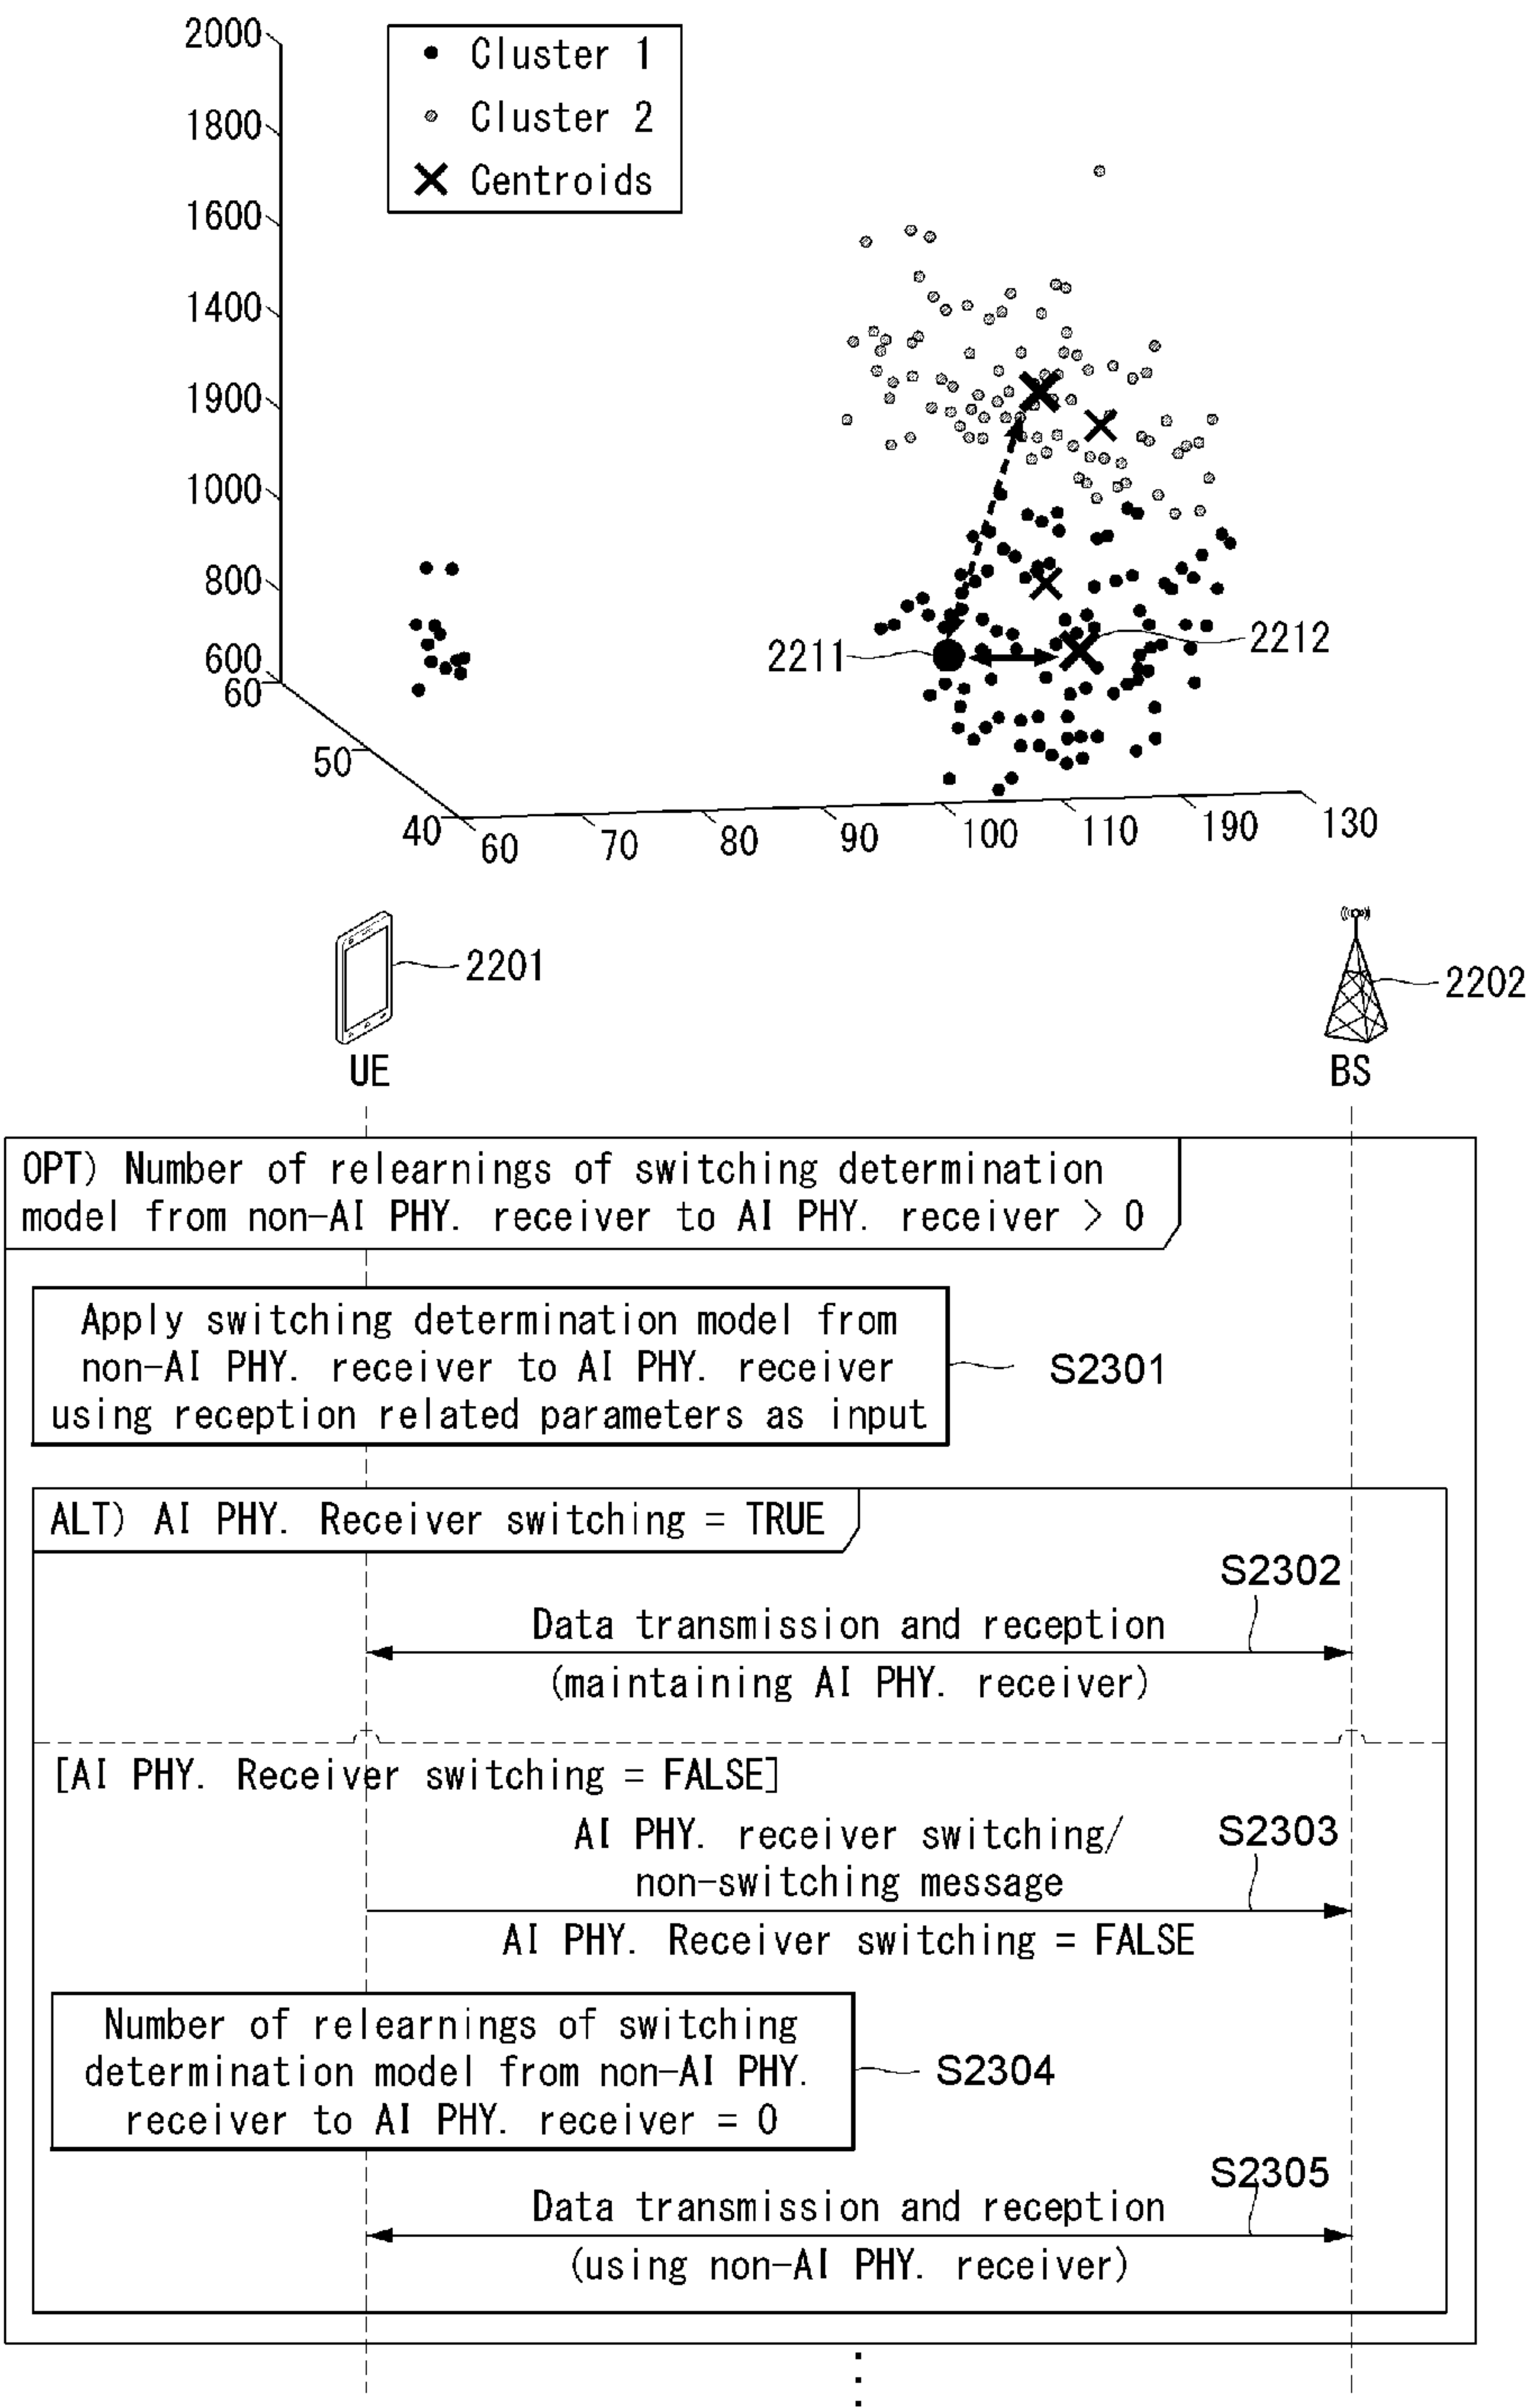 2000
1800
1600
1400
1900
1000
800
600
60
50
40
60
70
80
90
100
110
190
130
Cluster 1
Cluster 2
Centroids
2211
2212
2201
2202
UE
BS
OPT) Number of relearnings of switching determination
model from non-AI PHY. receiver to AI PHY. receiver > 0
Apply switching determination model from
non-AI PHY. receiver to AI PHY. receiver
using reception related parameters as input
S2301
ALT) AI PHY. Receiver switching = TRUE
S2302
Data transmission and reception
(maintaining AI PHY. receiver)
[AI PHY. Receiver switching = FALSE]
AI PHY. receiver switching/
non-switching message
S2303
AI PHY. Receiver switching = FALSE
Number of relearnings of switching
determination model from non-AI PHY.
receiver to AI PHY. receiver = 0
S2304
S2305
Data transmission and reception
(using non-AI PHY. receiver)